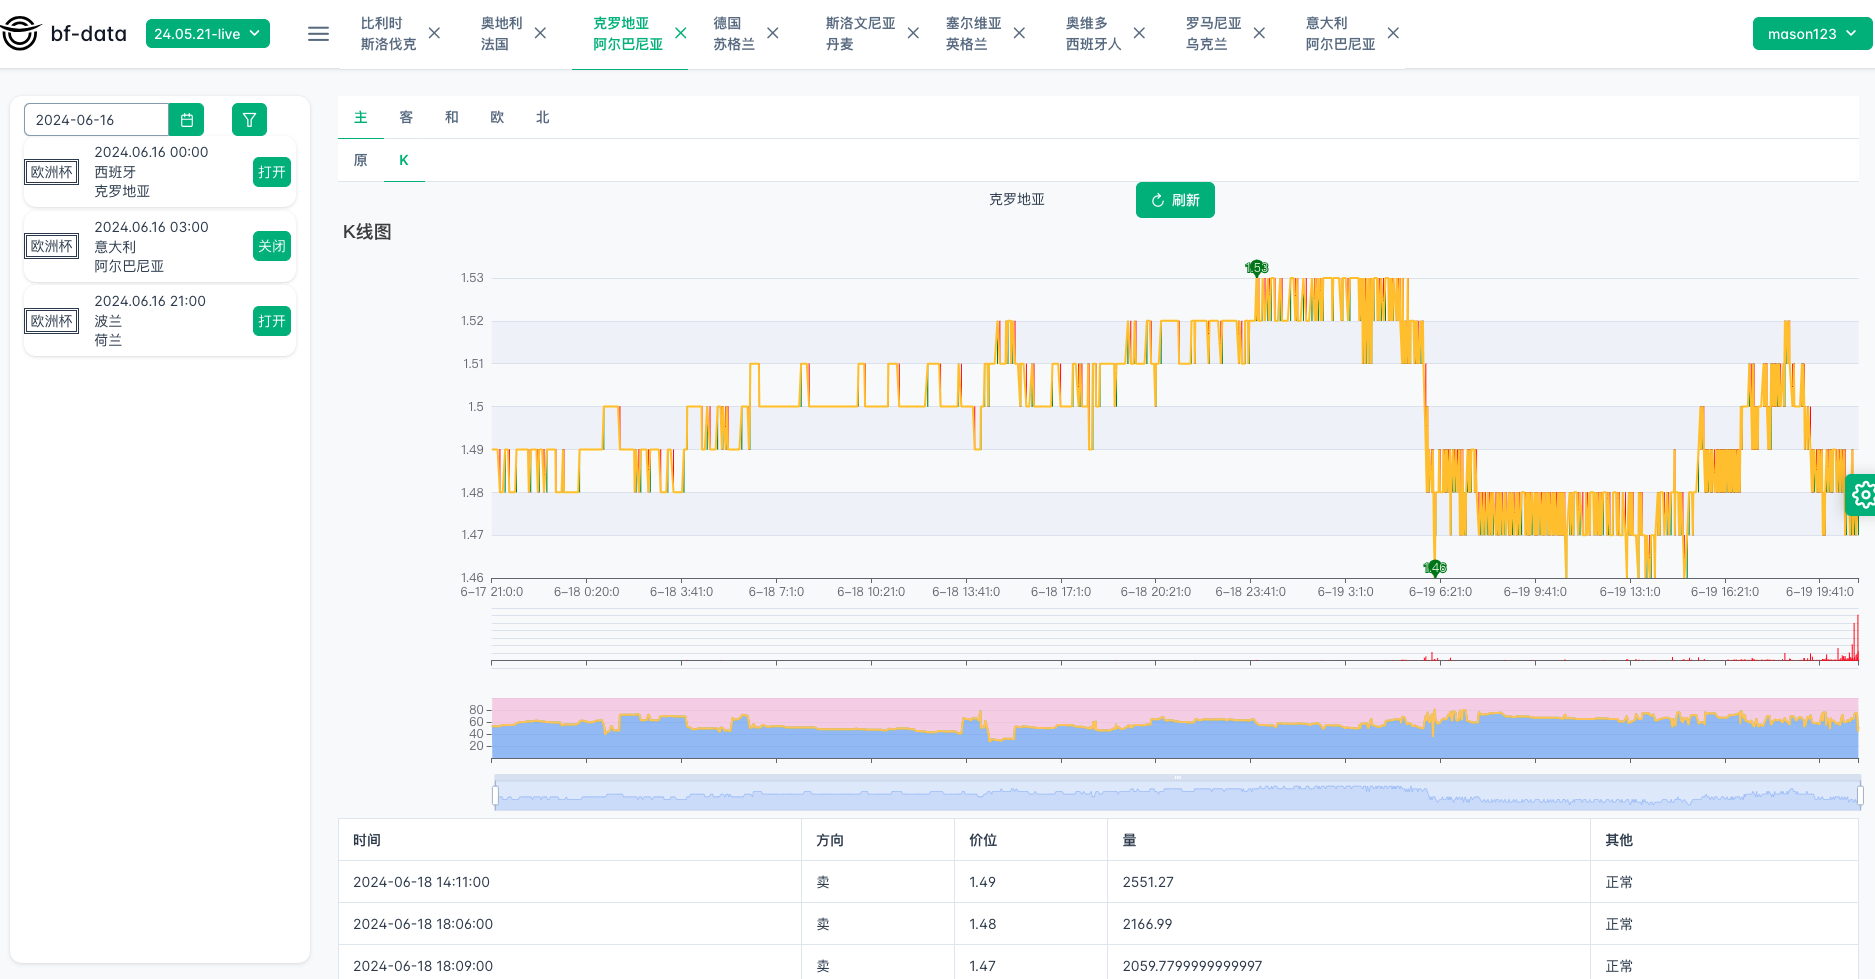 bf-data
24.05.21-live
比利时
斯洛伐克
奥地利
法国
克罗地亚
阿尔巴尼亚
德国
苏格兰
斯洛文尼亚
丹麦
塞尔维亚
英格兰
奥维多
西班牙人
罗马尼亚
乌克兰
意大利
阿尔巴尼亚
mason123
2024-06-16
欧洲杯
2024.06.16 00:00
西班牙
克罗地亚
打开
欧洲杯
2024.06.16 03:00
意大利
阿尔巴尼亚
关闭
欧洲杯
2024.06.16 21:00
波兰
荷兰
打开
主 客 和 欧 北
原 K
克罗地亚
刷新
K线图
1.53
1.53
1.52
1.51
1.5
1.49
1.48
1.47
1.46
1.46
6-17 21:0:0 6-18 0:20:0 6-18 3:41:0 6-18 7:1:0 6-18 10:21:0 6-18 13:41:0 6-18 17:1:0 6-18 20:21:0 6-18 23:41:0 6-19 3:1:0 6-19 6:21:0 6-19 9:41:0 6-19 13:1:0 6-19 16:21:0 6-19 19:41:0
80
60
40
20
时间 方向 价位 量 其他
2024-06-18 14:11:00 卖 1.49 2551.27 正常
2024-06-18 18:06:00 卖 1.48 2166.99 正常
2024-06-18 18:09:00 卖 1.47 2059.7799999999997 正常